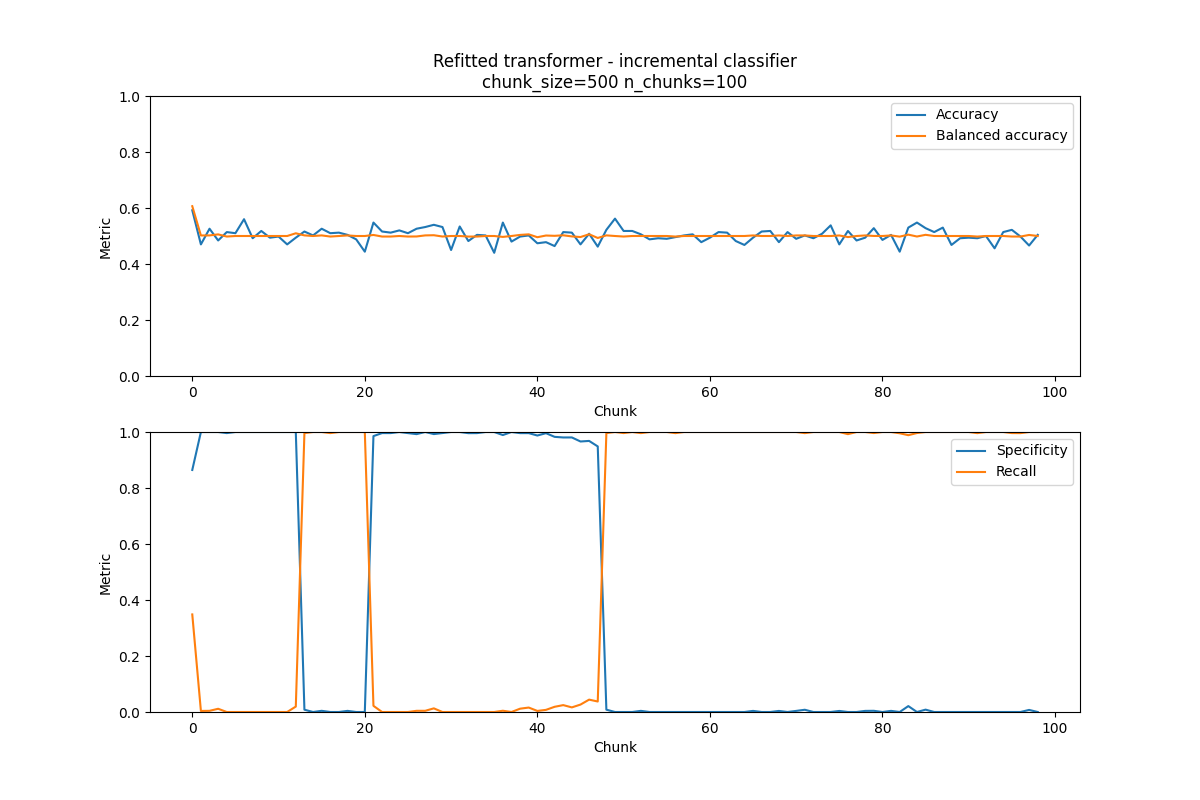 Refitted transformer - incremental classifier
chunk_size=500 n_chunks=100
1.0
0.8
0.6
0.4
0.2
0.0
Metric
Accuracy
Balanced accuracy
0 20 40 60 80 100
Chunk
1.0
0.8
0.6
0.4
0.2
0.0
Metric
Specificity
Recall
0 20 40 60 80 100
Chunk